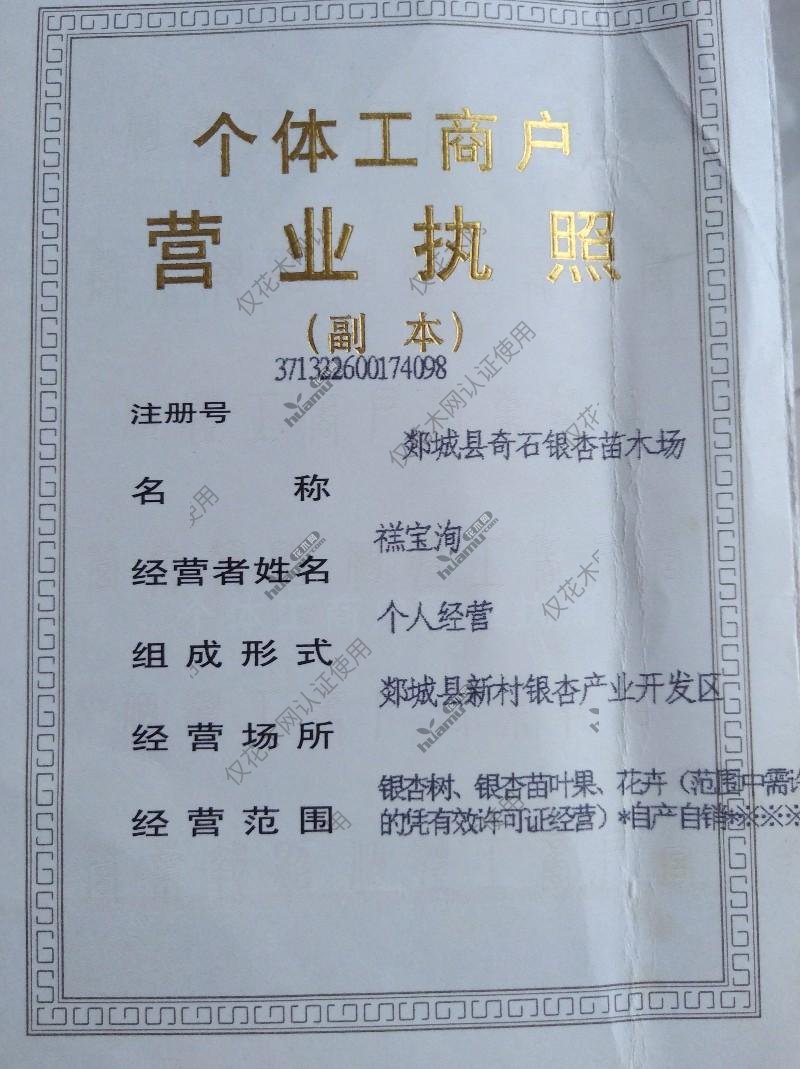 个体工商户
营业执照
（副 本）
371322600174098
注册号
郯城县奇石银杏苗木场
名 称
禚宝洵
经营者姓名
个人经营
组成形式
郯城县新村银杏产业开发区
经营场所
银杏树、银杏苗叶果、花卉（范围中需许
的凭有效许可证经营）*自产自销*※※※
经营范围
仅花木网认证使用
花木网
huamu.com